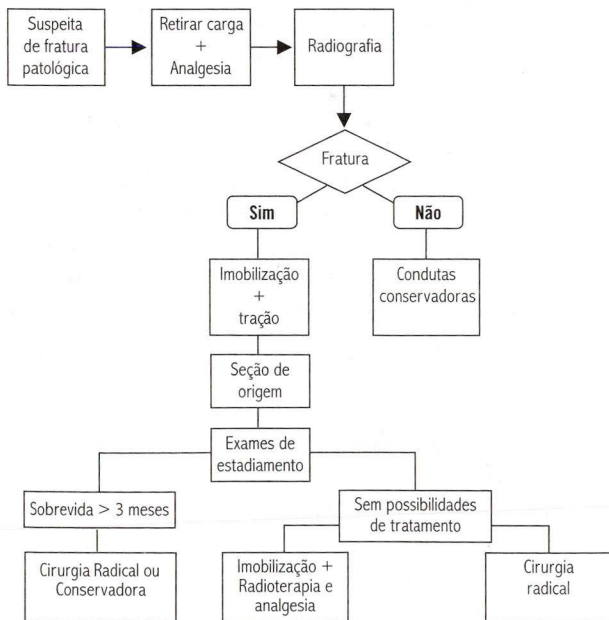 Suspeita
de fratura
patológica
Retirar carga
+
Analgesia
Radiografia
Fratura
Sim
Não
Imobilização
+
tração
Condutas
conservadoras
Seção de
origem
Exames de
estadiamento
Sobrevida > 3 meses
Sem possibilidades
de tratamento
Cirurgia Radical ou
Conservadora
Imobilização +
Radioterapia e
analgesia
Cirurgia
radical